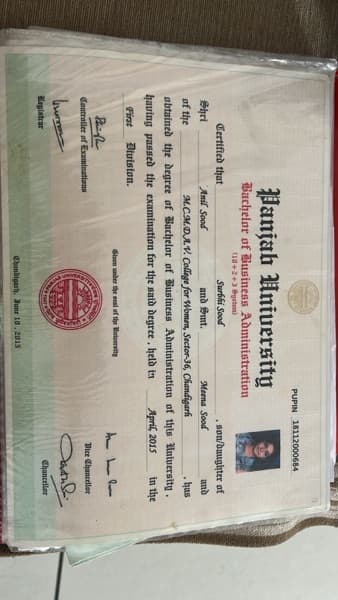 PUPIN 18112000684
Panjab University
Bachelor of Business Administration
(10+2+3 System)
Certified that Surbhi Sood , son/daughter of
Shri Anil Sood and Smt. Meena Sood and
of the M.C.M.D.A.V. College for Women, Sector-36, Chandigarh , has
obtained the degree of Bachelor of Business Administration of this University,
having passed the examination for the said degree, held in April, 2015 in the
First Division.
Given under the seal of the University
Controller of Examinations
Registrar
Vice Chancellor
Chancellor
Chandigarh, June 10, 2015